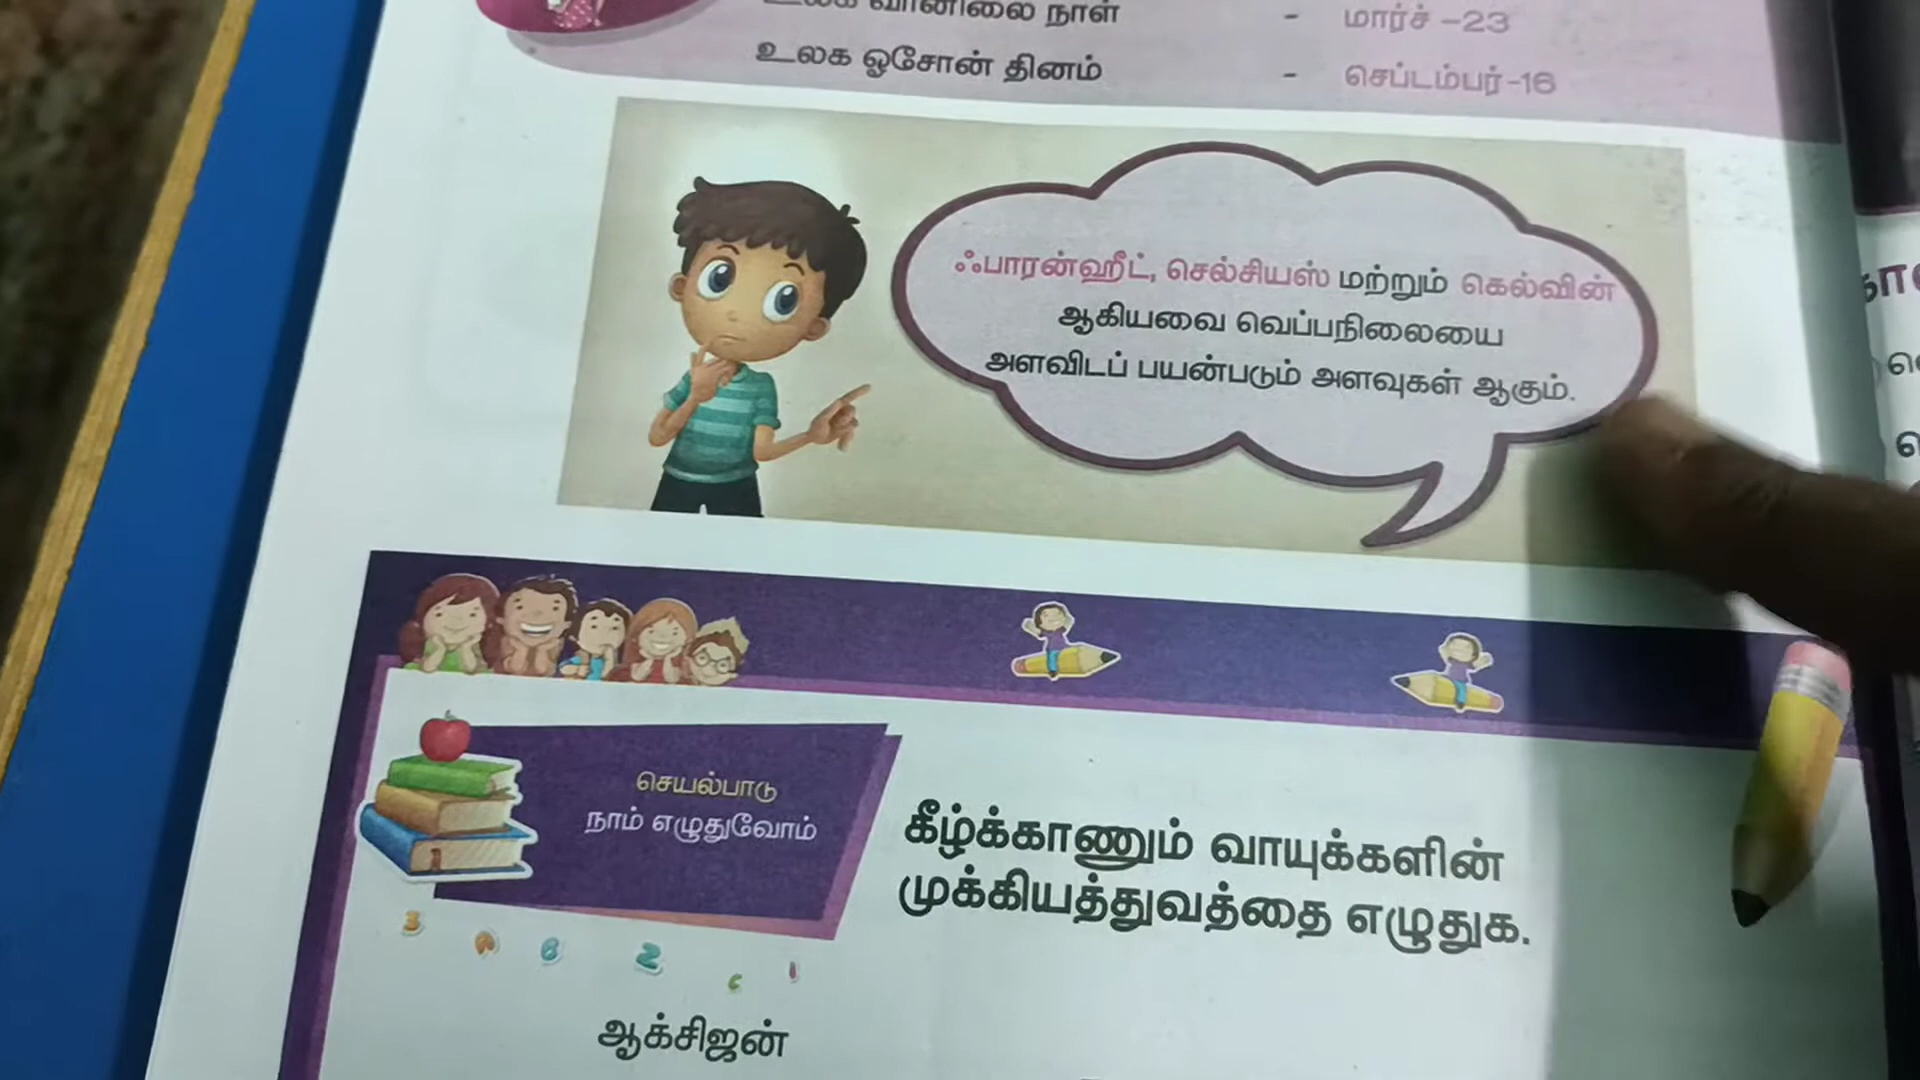 உலக வானிலை நாள் - மார்ச் -23
உலக ஓசோன் தினம் - செப்டம்பர்-16
ஃபாரன்ஹீட், செல்சியஸ் மற்றும் கெல்வின்
ஆகியவை வெப்பநிலையை
அளவிடப் பயன்படும் அளவுகள் ஆகும்.
செயல்பாடு
நாம் எழுதுவோம்
கீழ்க்காணும் வாயுக்களின்
முக்கியத்துவத்தை எழுதுக.
ஆக்சிஜன்